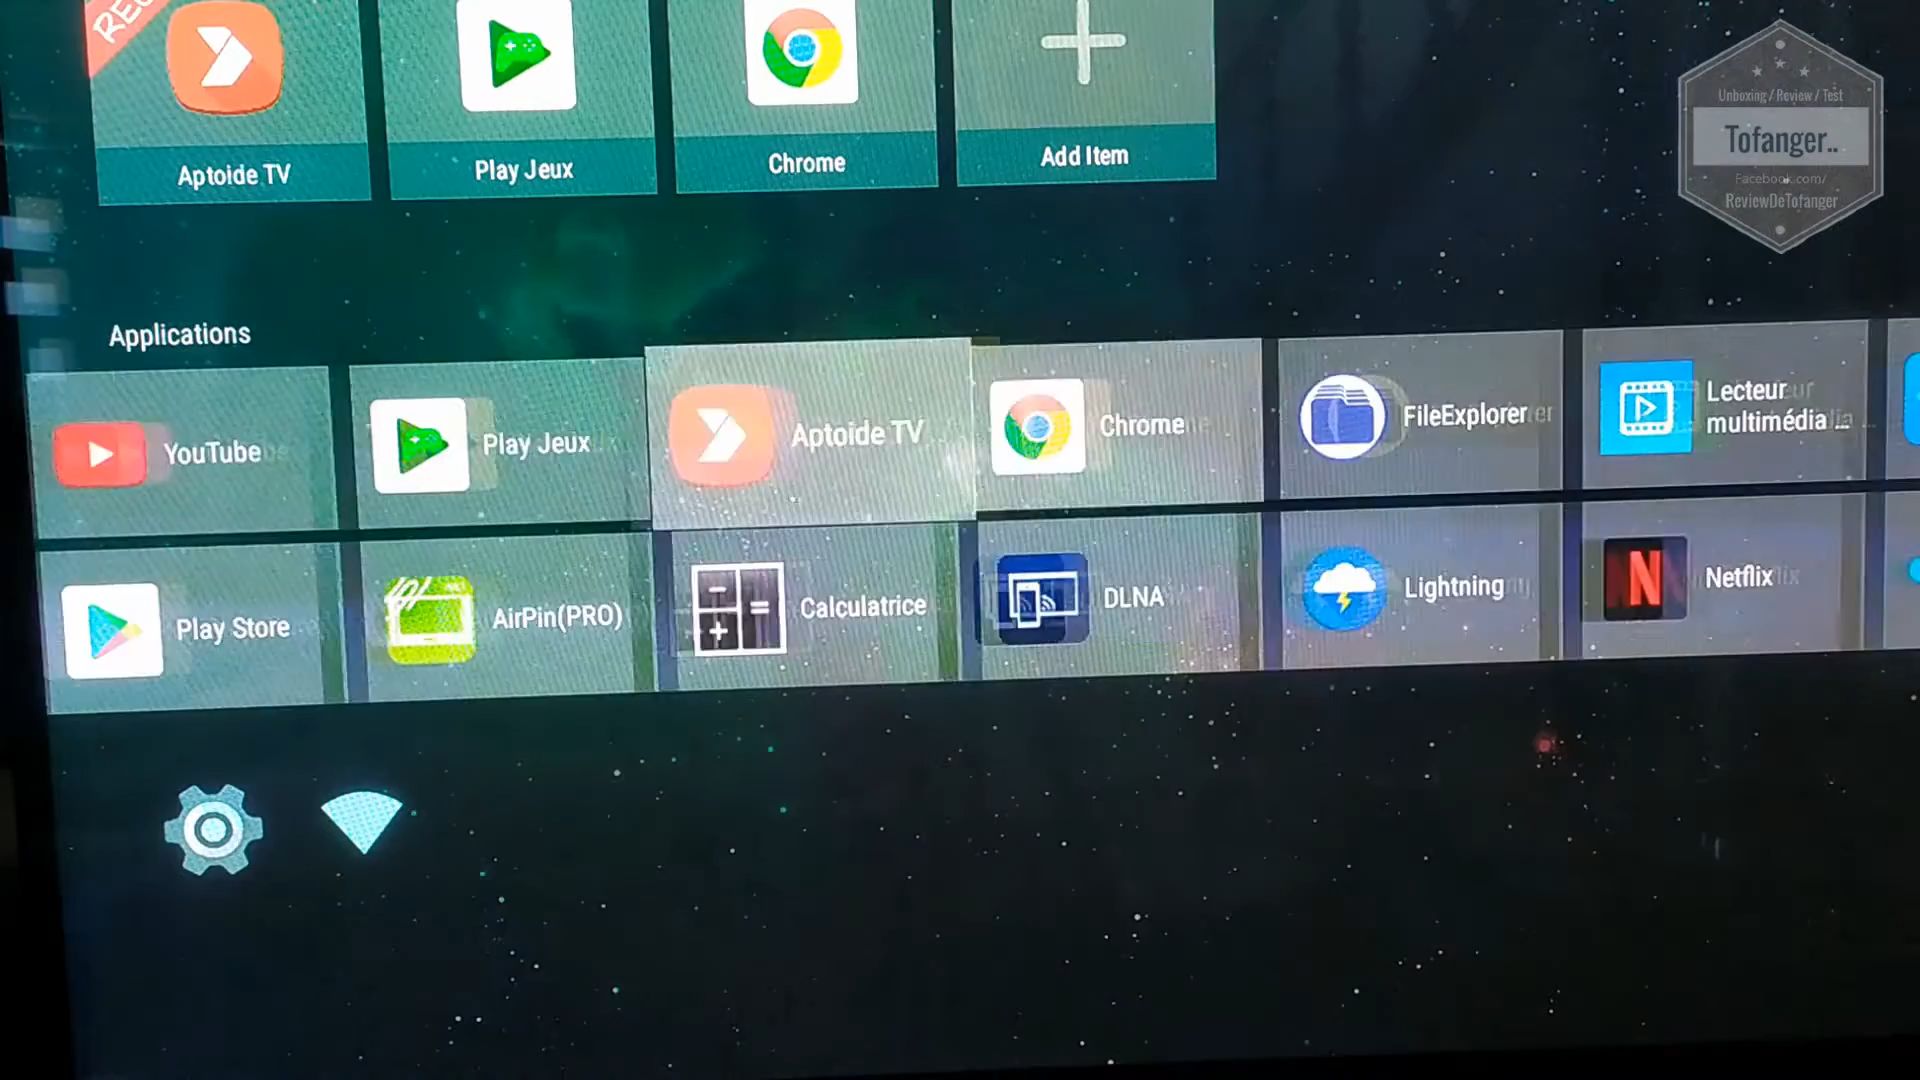 REC
Aptoide TV
Play Jeux
Chrome
Add Item
Unboxing / Review / Test
Tofanger..
Facebook.com/
ReviewDeTofanger
Applications
YouTube
Play Jeux
Aptoide TV
Chrome
FileExplorer
Lecteur
multimédia ...
Play Store
AirPin(PRO)
Calculatrice
DLNA
Lightning
N
Netflix